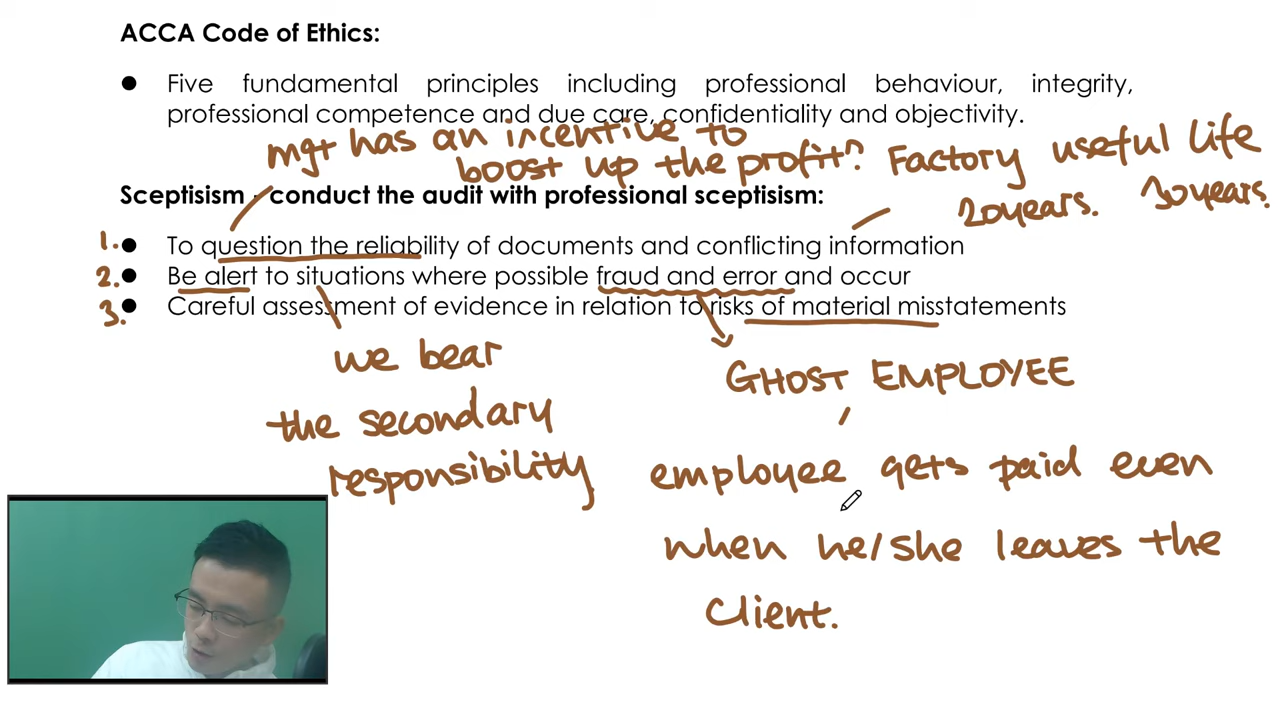 ACCA Code of Ethics:
● Five fundamental principles including professional behaviour, integrity,
professional competence and due care, confidentiality and objectivity.
mgt has an incentive to
boost up the profit?
Factory useful life
20years. 30years.
Sceptisism - conduct the audit with professional sceptisism:
1. ● To question the reliability of documents and conflicting information
2. ● Be alert to situations where possible fraud and error and occur
3. ● Careful assessment of evidence in relation to risks of material misstatements
we bear
the secondary
responsibility
GHOST EMPLOYEE
employee gets paid even
when he/she leaves the
Client.